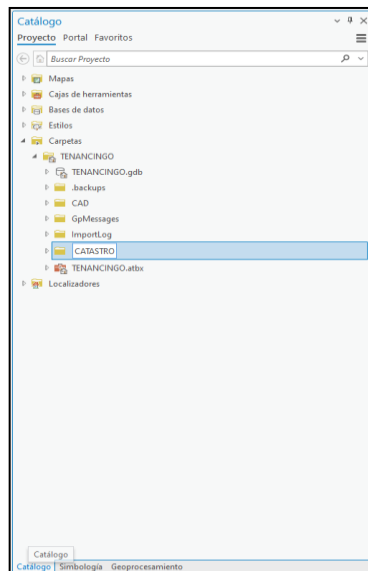 Catálogo
Proyecto Portal Favoritos
Buscar Proyecto
Mapas
Cajas de herramientas
Bases de datos
Estilos
Carpetas
TENANCINGO
TENANCINGO.gdb
.backups
CAD
GpMessages
ImportLog
CATASTRO
TENANCINGO.atbx
Localizadores
Catálogo
Catálogo Simbología Geoprocesamiento